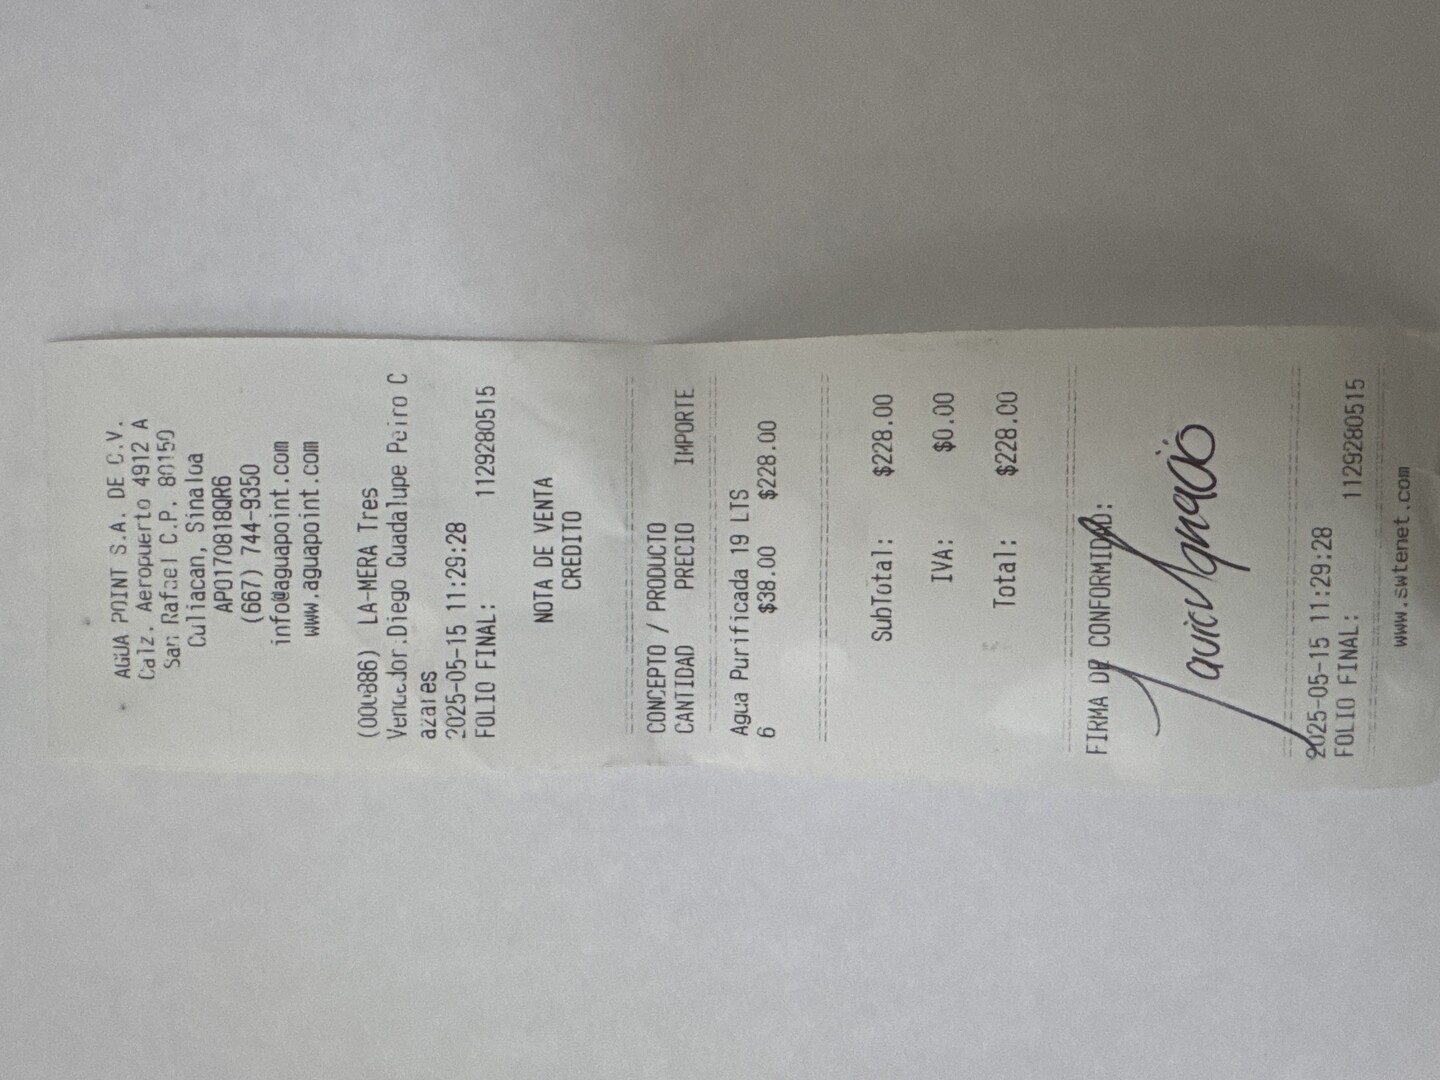 AGUA POINT S.A. DE C.V.
Calz. Aeropuerto 4912 A
San Rafael C.P. 80150
Culiacan, Sinaloa
APO170818QR6
(667) 744-9350
info@aguapoint.com
www.aguapoint.com
(000886) LA-MERA Tres
Vendedor:Diego Guadalupe Peiro C
azares
2025-05-15 11:29:28
FOLIO FINAL: 1129280515
NOTA DE VENTA
CREDITO
CONCEPTO / PRODUCTO
CANTIDAD PRECIO IMPORTE
Agua Purificada 19 LTS
6 $38.00 $228.00
SubTotal: $228.00
IVA: $0.00
Total: $228.00
FIRMA DE CONFORMIDAD:
Ignacio
2025-05-15 11:29:28
FOLIO FINAL: 1129280515
www.swtenet.com